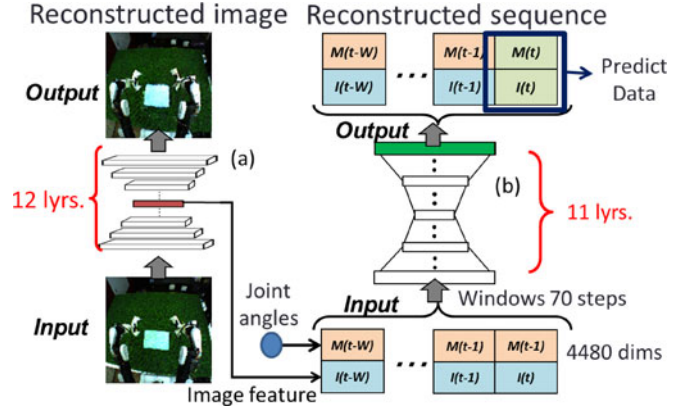 Reconstructed image
Reconstructed sequence
M(t-W)
M(t-1)
M(t)
I(t-W)
...
I(t-1)
I(t)
Predict
Data
Output
Output
(a)
(b)
12 lyrs.
11 lyrs.
Input
Joint
angles
Input
Windows 70 steps
M(t-W)
M(t-1)
M(t-1)
4480 dims
I(t-W)
...
I(t-1)
I(t)
Image feature